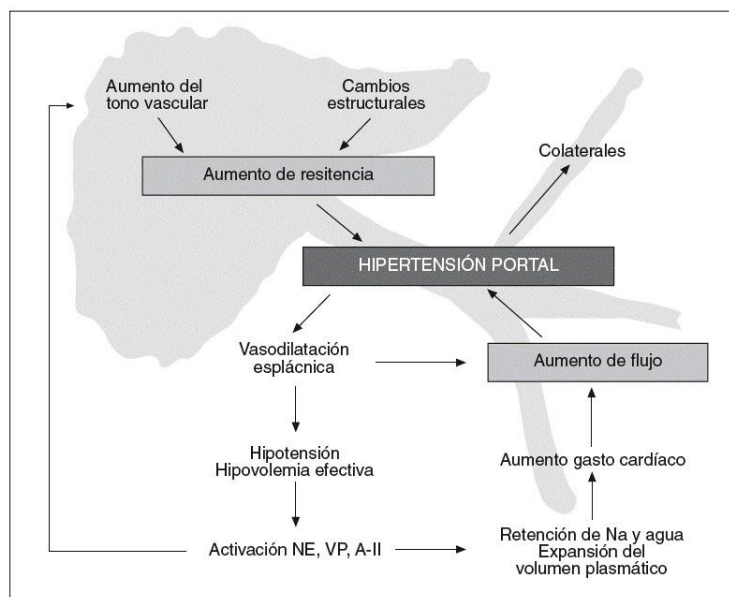 Aumento del
tono vascular
Cambios
estructurales
Aumento de resitencia
Colaterales
HIPERTENSIÓN PORTAL
Vasodilatación
esplácnica
Aumento de flujo
Hipotensión
Hipovolemia efectiva
Aumento gasto cardíaco
Activación NE, VP, A-II
Retención de Na y agua
Expansión del
volumen plasmático